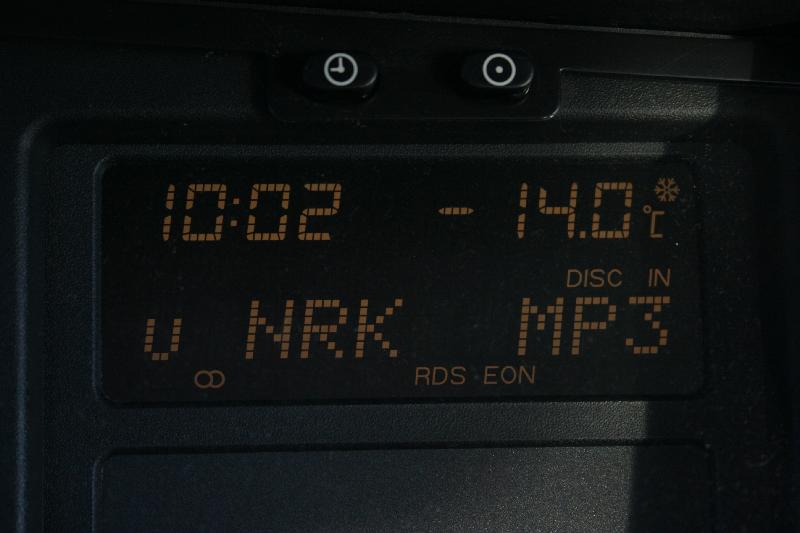 10:02 -14.0 °C
DISC IN
u NRK MP3
RDS EON